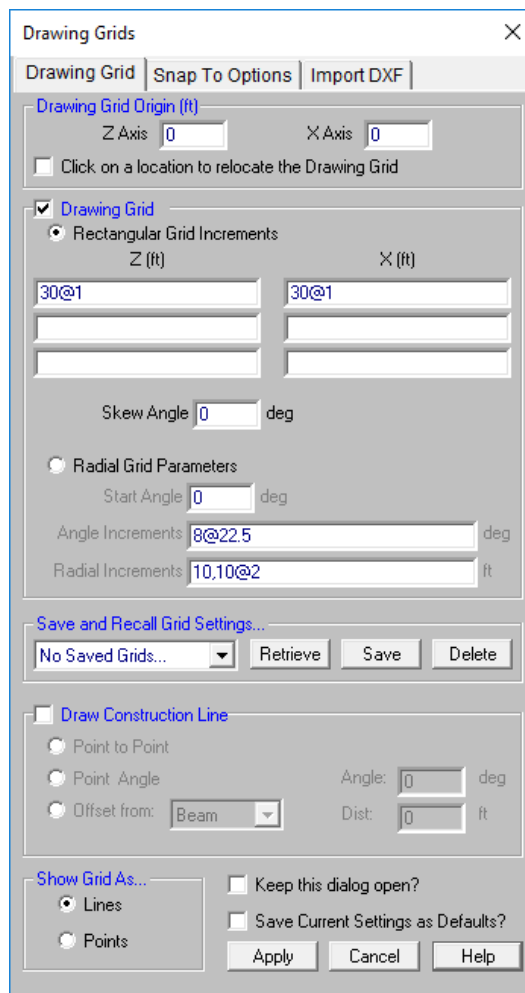 Drawing Grids
Drawing Grid Snap To Options Import DXF
Drawing Grid Origin (ft)
Z Axis 0 X Axis 0
Click on a location to relocate the Drawing Grid
Drawing Grid
Rectangular Grid Increments
Z (ft) X (ft)
30@1 30@1
Skew Angle 0 deg
Radial Grid Parameters
Start Angle 0 deg
Angle Increments 8@22.5 deg
Radial Increments 10,10@2 ft
Save and Recall Grid Settings...
No Saved Grids... Retrieve Save Delete
Draw Construction Line
Point to Point
Point Angle Angle: 0 deg
Offset from: Beam Dist: 0 ft
Show Grid As...
Lines
Points
Keep this dialog open?
Save Current Settings as Defaults?
Apply Cancel Help